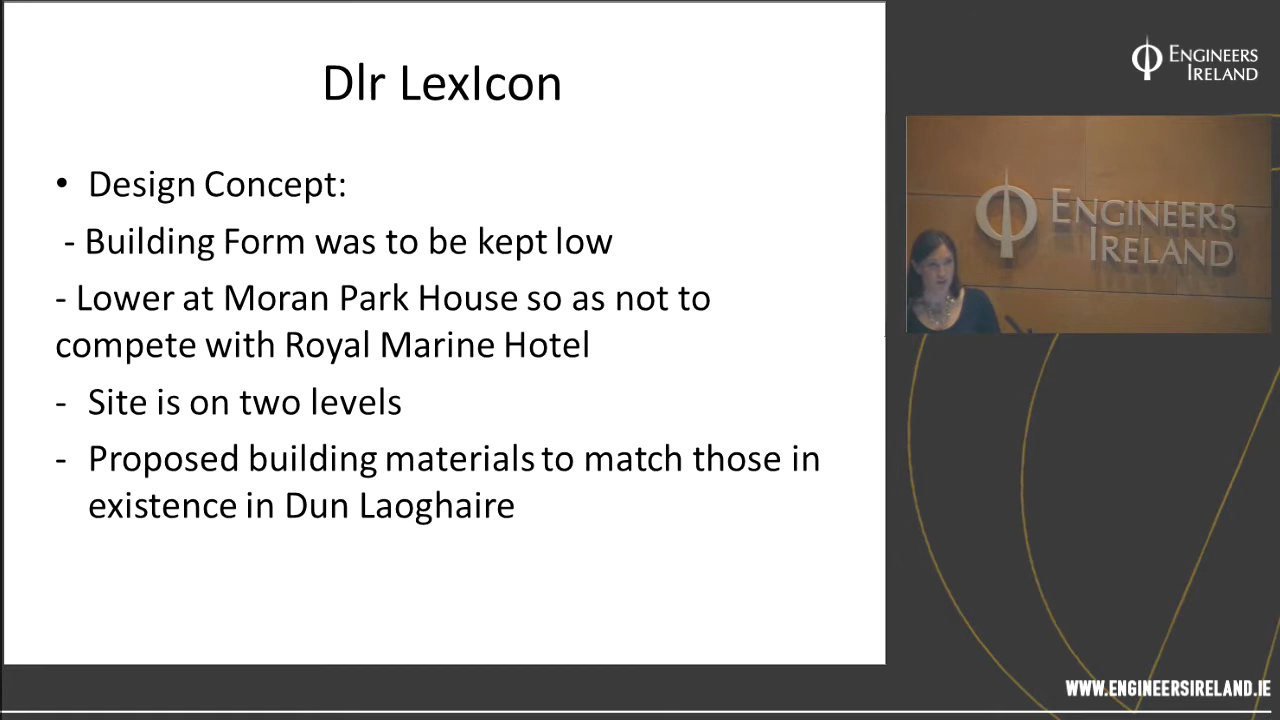 Dlr LexIcon
• Design Concept:
- Building Form was to be kept low
- Lower at Moran Park House so as not to
compete with Royal Marine Hotel
- Site is on two levels
- Proposed building materials to match those in
existence in Dun Laoghaire
ENGINEERS
IRELAND
ENGINEERS
IRELAND
WWW.ENGINEERSIRELAND.IE